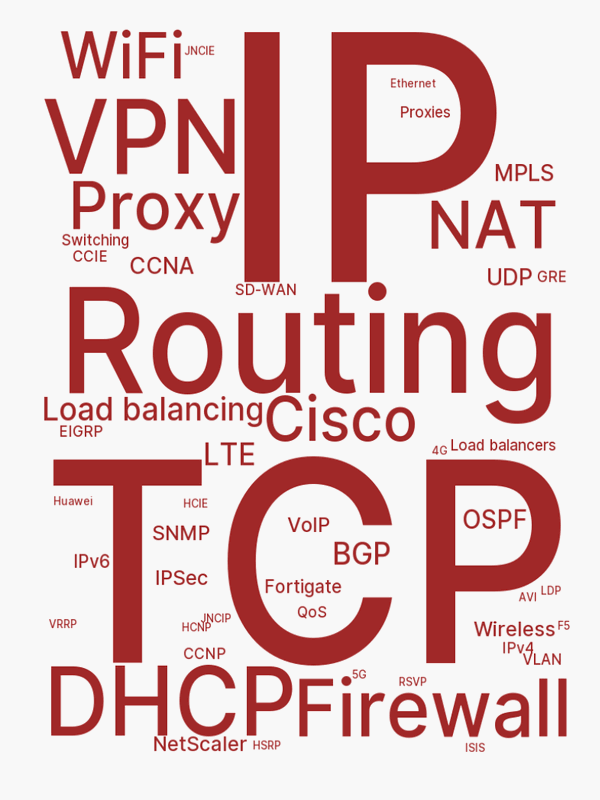 WiFi
JNCIE
IP
Ethernet
Proxies
VPN
MPLS
Proxy
NAT
Switching
CCIE
CCNA
UDP
GRE
SD-WAN
Routing
Load balancing
Cisco
EIGRP
LTE
4G
Load balancers
TCP
Huawei
HCIE
SNMP
VoIP
OSPF
BGP
IPv6
IPSec
Fortigate
QoS
AVI
LDP
VRRP
JNCIP
HCNP
Wireless
F5
IPv4
CCNP
VLAN
DHCP
5G
RSVP
Firewall
NetScaler
HSRP
ISIS